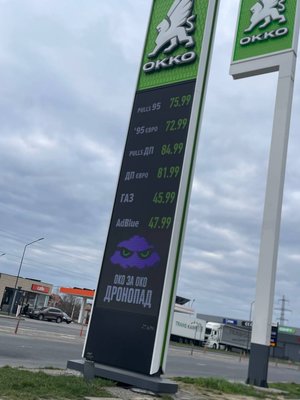 OKKO
PULLS 95 75.99
'95 ЄВРО 72.99
PULLS ДП 84.99
ДП ЄВРО 81.99
ГАЗ 45.99
AdBlue 47.99
ОКО ЗА ОКО
ДРОНОПАД
OKKO